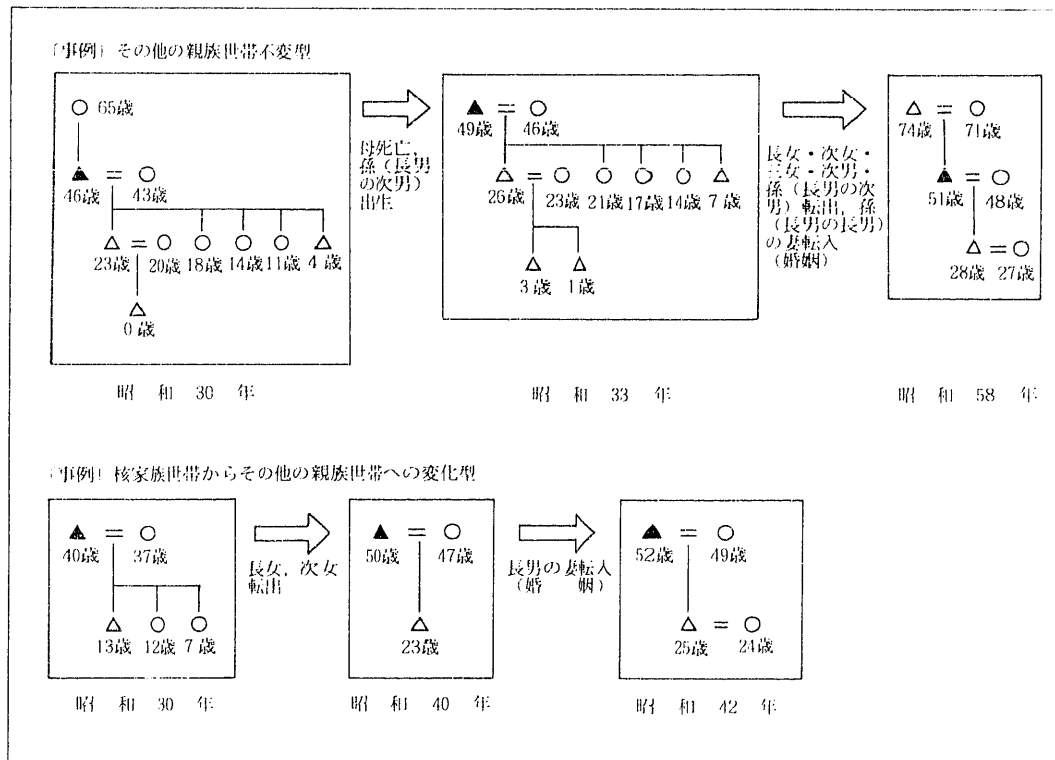 〔事例〕 その他の親族世帯不変型
65歳
46歳 43歳
23歳 20歳 18歳 14歳 11歳 4歳
0歳
昭和30年
母死亡,
孫(長男
の次男)
出生
49歳 46歳
26歳 23歳 21歳 17歳 14歳 7歳
3歳 1歳
昭和33年
長女・次女・
三女・次男・
孫(長男の次
男)転出,孫
(長男の長男)
の妻転入
(婚姻)
74歳 71歳
51歳 48歳
28歳 27歳
昭和58年
〔事例〕 核家族世帯からその他の親族世帯への変化型
40歳 37歳
13歳 12歳 7歳
昭和30年
長女,次女
転出
50歳 47歳
23歳
昭和40年
長男の妻転入
(婚姻)
52歳 49歳
25歳 24歳
昭和42年